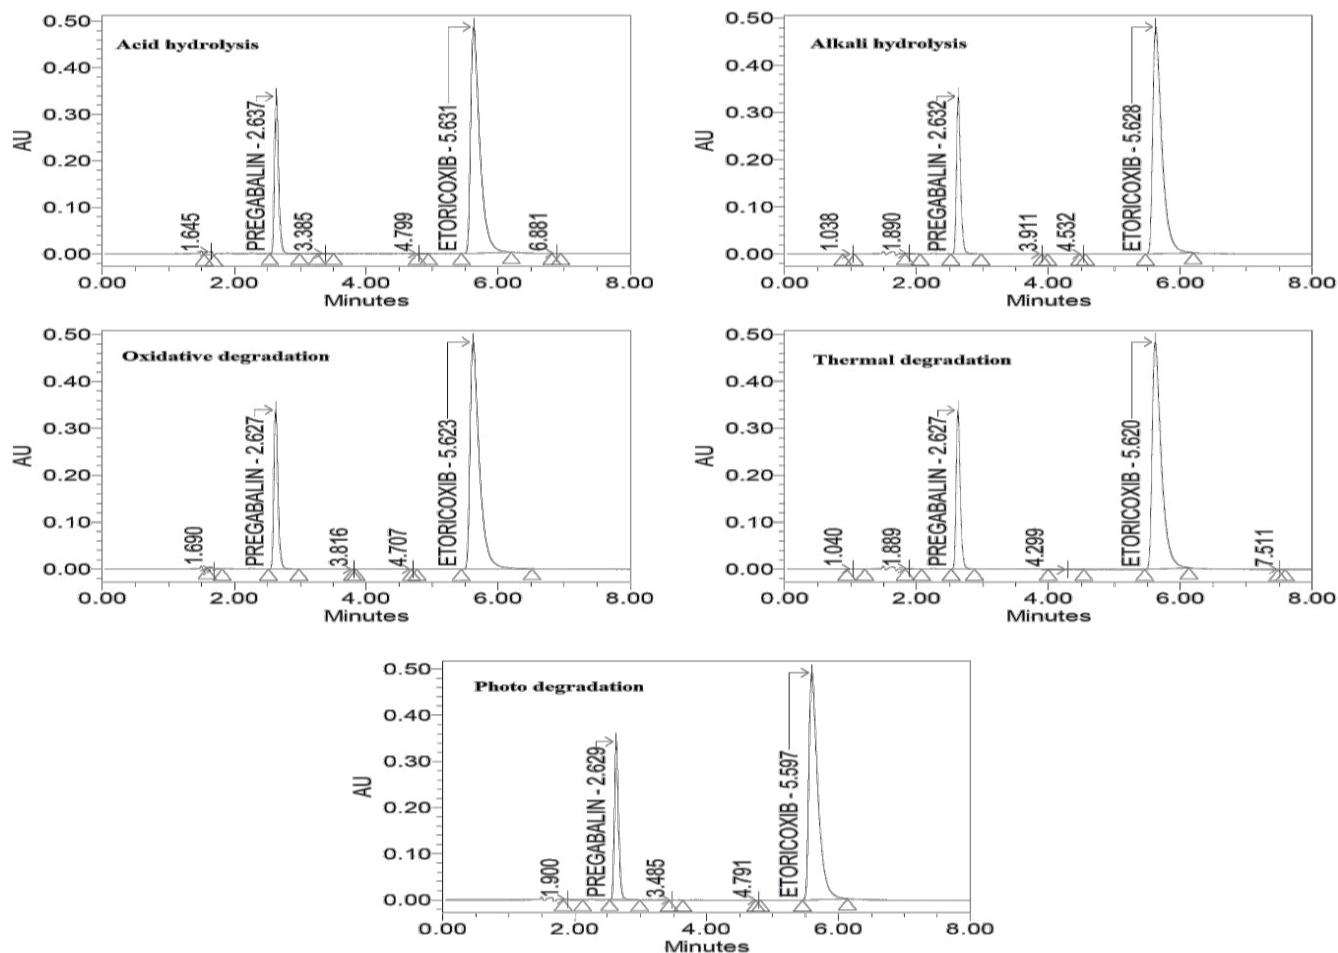 Acid hydrolysis
AU
0.50
0.40
0.30
0.20
0.10
0.00
1.645
PREGABALIN - 2.637
3.385
4.799
ETORICOXIB - 5.631
6.881
0.00 2.00 4.00 6.00 8.00
Minutes
Alkali hydrolysis
AU
0.50
0.40
0.30
0.20
0.10
0.00
1.038
1.890
PREGABALIN - 2.632
3.911
4.532
ETORICOXIB - 5.628
0.00 2.00 4.00 6.00 8.00
Minutes
Oxidative degradation
AU
0.50
0.40
0.30
0.20
0.10
0.00
1.690
PREGABALIN - 2.627
3.816
4.707
ETORICOXIB - 5.623
0.00 2.00 4.00 6.00 8.00
Minutes
Thermal degradation
AU
0.50
0.40
0.30
0.20
0.10
0.00
1.040
1.889
PREGABALIN - 2.627
4.299
ETORICOXIB - 5.620
7.511
0.00 2.00 4.00 6.00 8.00
Minutes
Photo degradation
AU
0.50
0.40
0.30
0.20
0.10
0.00
1.900
PREGABALIN - 2.629
3.485
4.791
ETORICOXIB - 5.597
0.00 2.00 4.00 6.00 8.00
Minutes